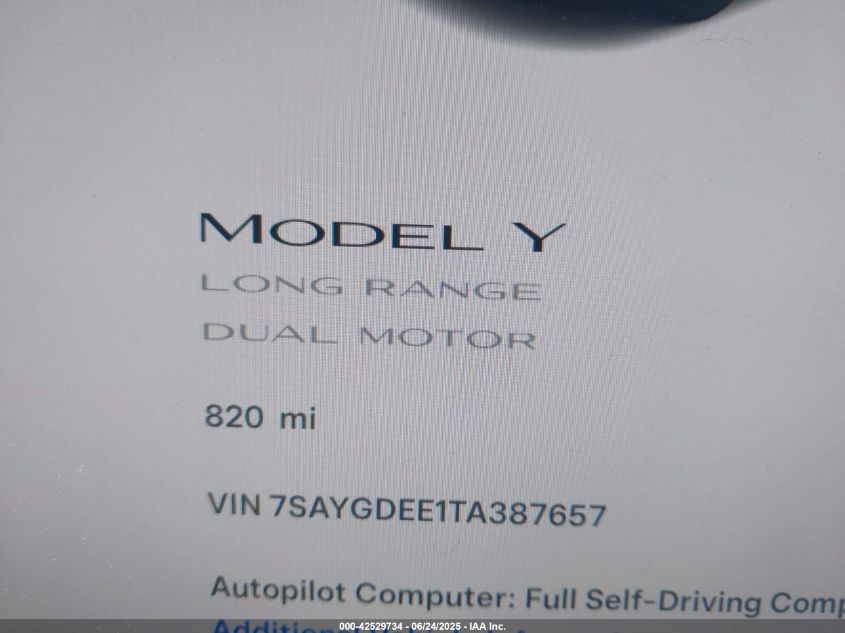 MODEL Y
LONG RANGE
DUAL MOTOR
820 mi
VIN 7SAYGDEE1TA387657
Autopilot Computer: Full Self-Driving Comp
000-42529734 - 06/24/2025 - IAA Inc.